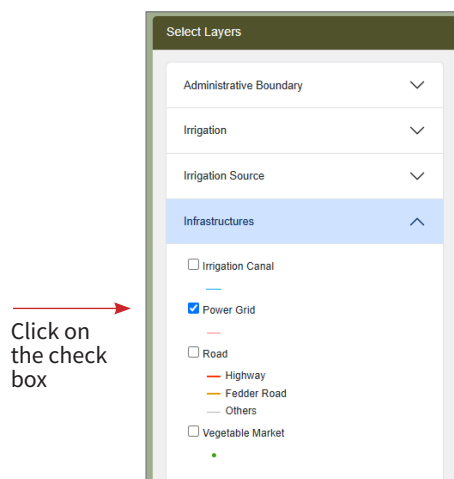 Select Layers
Administrative Boundary
Irrigation
Irrigation Source
Infrastructures
Irrigation Canal
Power Grid
Click on
the check
box
Road
Highway
Fedder Road
Others
Vegetable Market